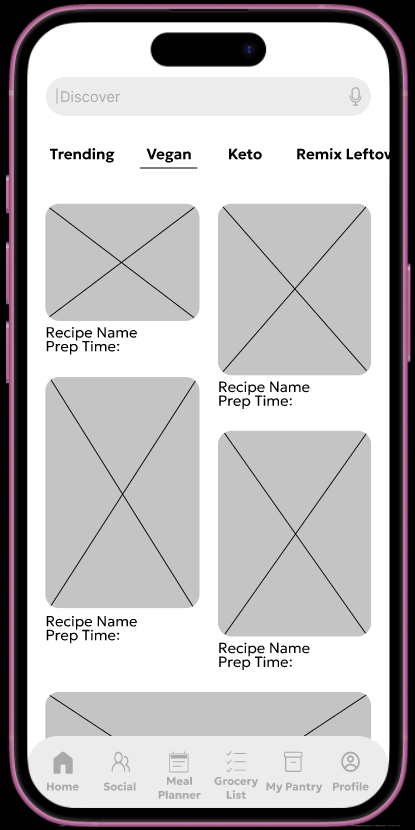 Discover
Trending Vegan Keto Remix Leftov
Recipe Name
Prep Time:
Recipe Name
Prep Time:
Recipe Name
Prep Time:
Recipe Name
Prep Time:
Home Social Meal Planner Grocery List My Pantry Profile